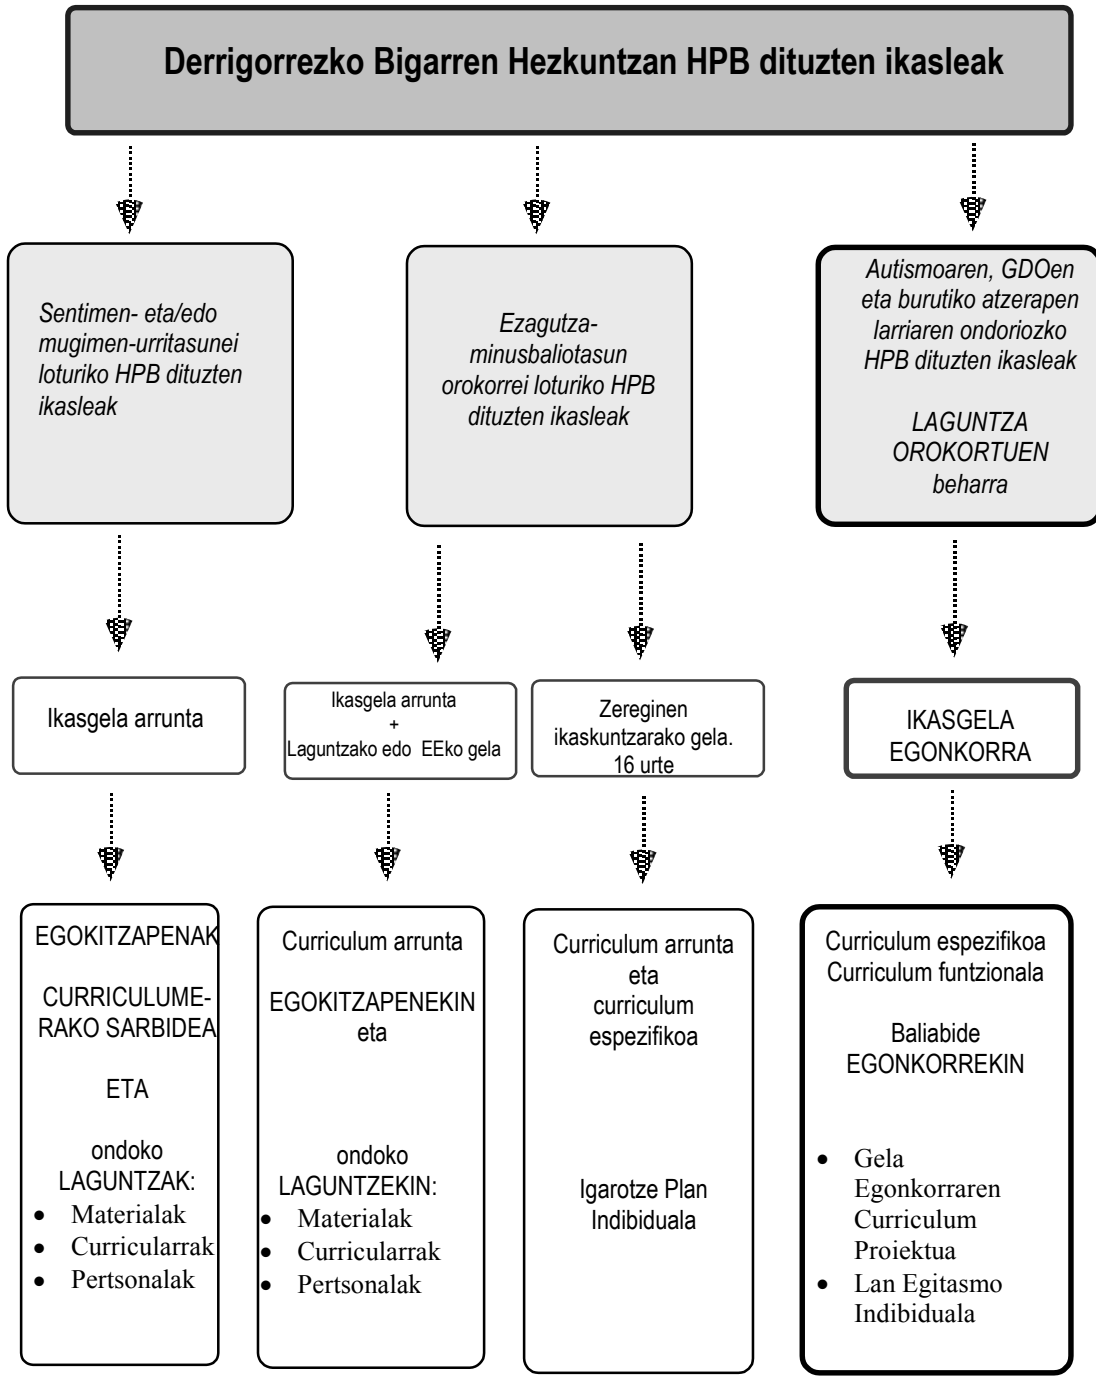 Derrigorrezko Bigarren Hezkuntzan HPB dituzten ikasleak
Sentimen- eta/edo
mugimen-urritasunei
loturiko HPB dituzten
ikasleak
Ezagutza-
minusbaliotasun
orokorrei loturiko HPB
dituzten ikasleak
Autismoaren, GDOen
eta burutiko atzerapen
larriaren ondoriozko
HPB dituzten ikasleak
LAGUNTZA
OROKORTUEN
beharra
Ikasgela arrunta
Ikasgela arrunta
+
Laguntzako edo EEko gela
Zereginen
ikaskuntzarako gela.
16 urte
IKASGELA
EGONKORRA
EGOKITZAPENAK
CURRICULUME-
RAKO SARBIDEA
ETA
ondoko
LAGUNTZAK:
• Materialak
• Curricularrak
• Pertsonalak
Curriculum arrunta
EGOKITZAPENEKIN
eta
ondoko
LAGUNTZEKIN:
• Materialak
• Curricularrak
• Pertsonalak
Curriculum arrunta
eta
curriculum
espezifikoa
Igarotze Plan
Indibiduala
Curriculum espezifikoa
Curriculum funtzionala
Baliabide
EGONKORREKIN
• Gela
Egonkorraren
Curriculum
Proiektua
• Lan Egitasmo
Indibiduala